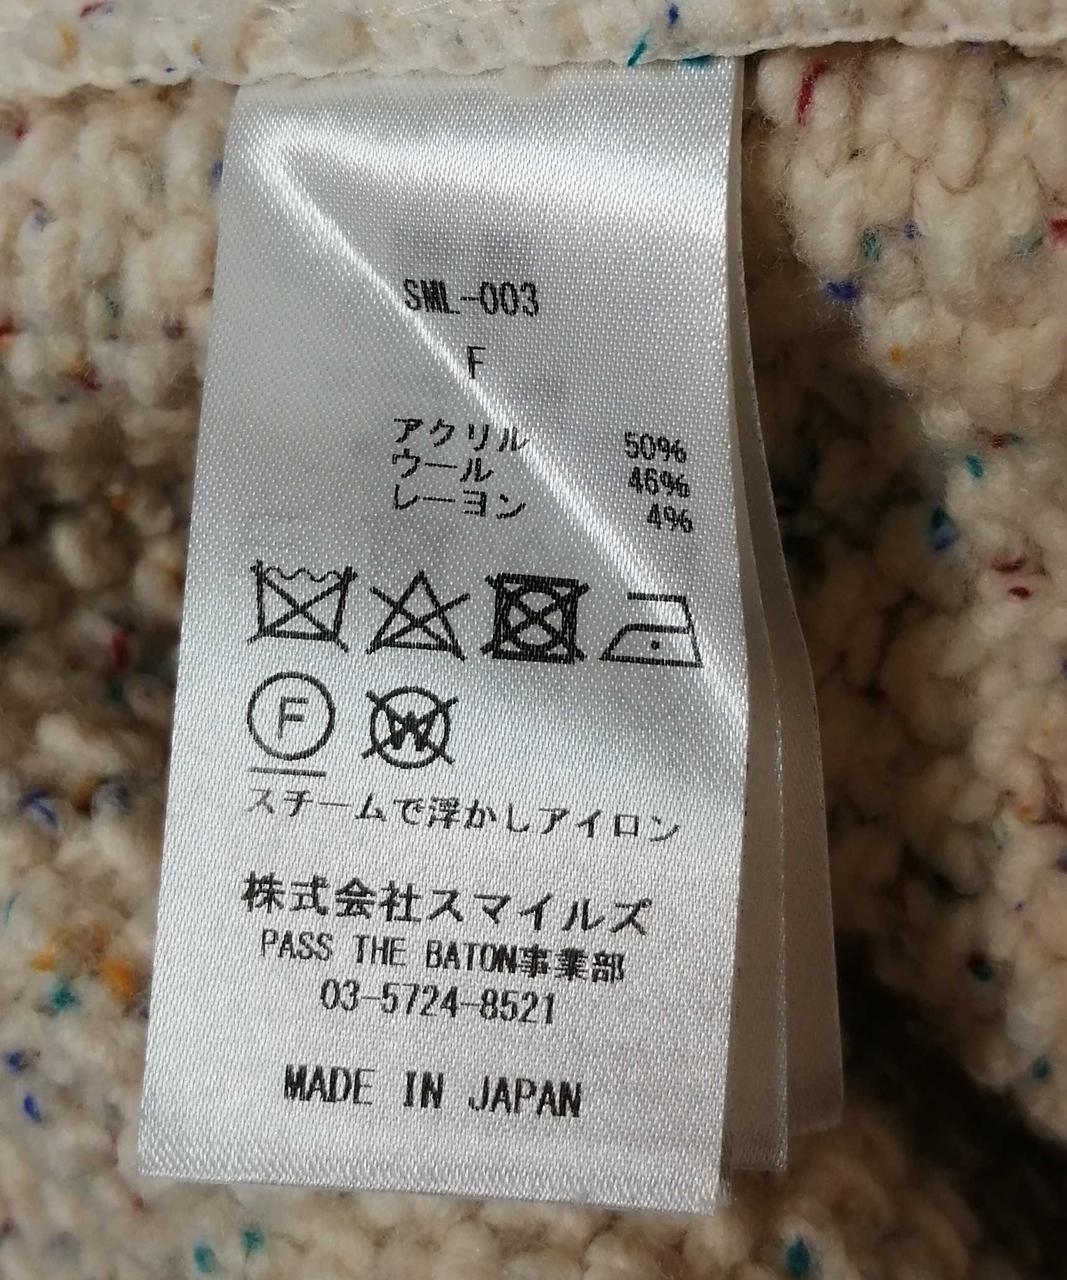 SML-003
F
アクリル 50%
ウール 46%
レーヨン 4%
F W
スチームで浮かしアイロン
株式会社スマイルズ
PASS THE BATON事業部
03-5724-8521
MADE IN JAPAN